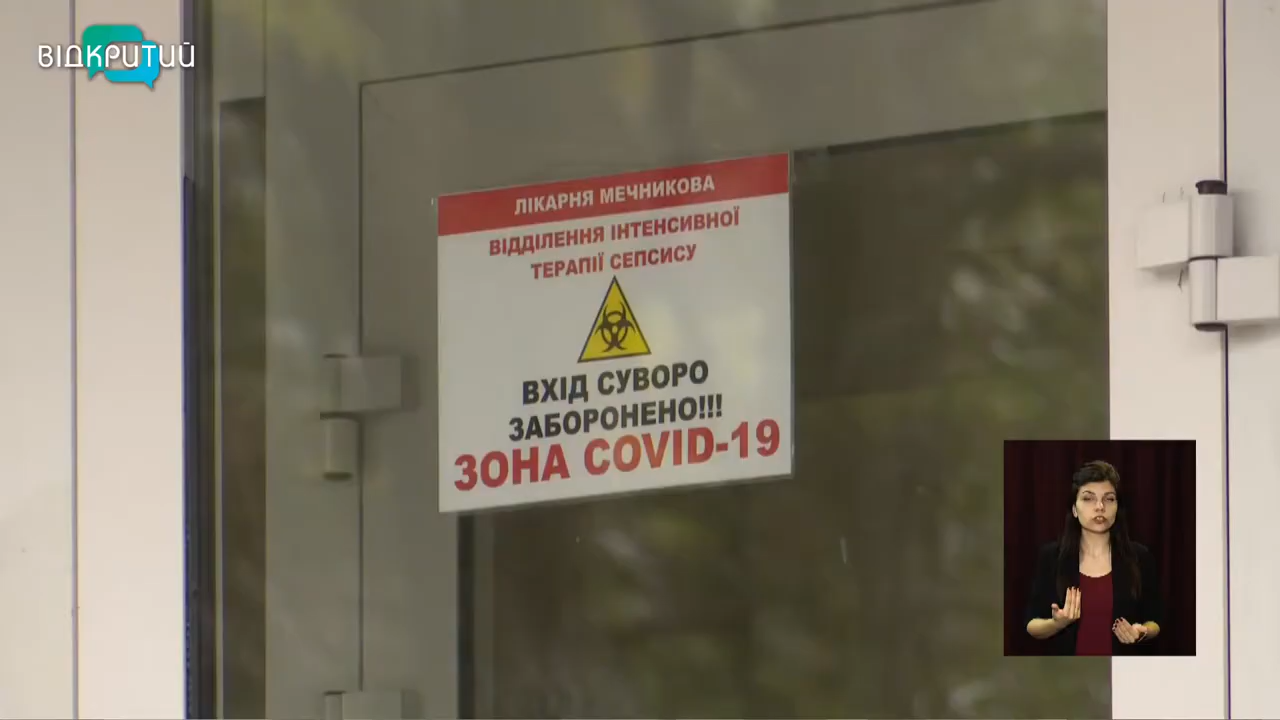 ВІДКРИТИЙ
ЛІКАРНЯ МЕЧНИКОВА
ВІДДІЛЕННЯ ІНТЕНСИВНОЇ
ТЕРАПІЇ СЕПСИСУ
ВХІД СУВОРО
ЗАБОРОНЕНО!!!
ЗОНА COVID-19